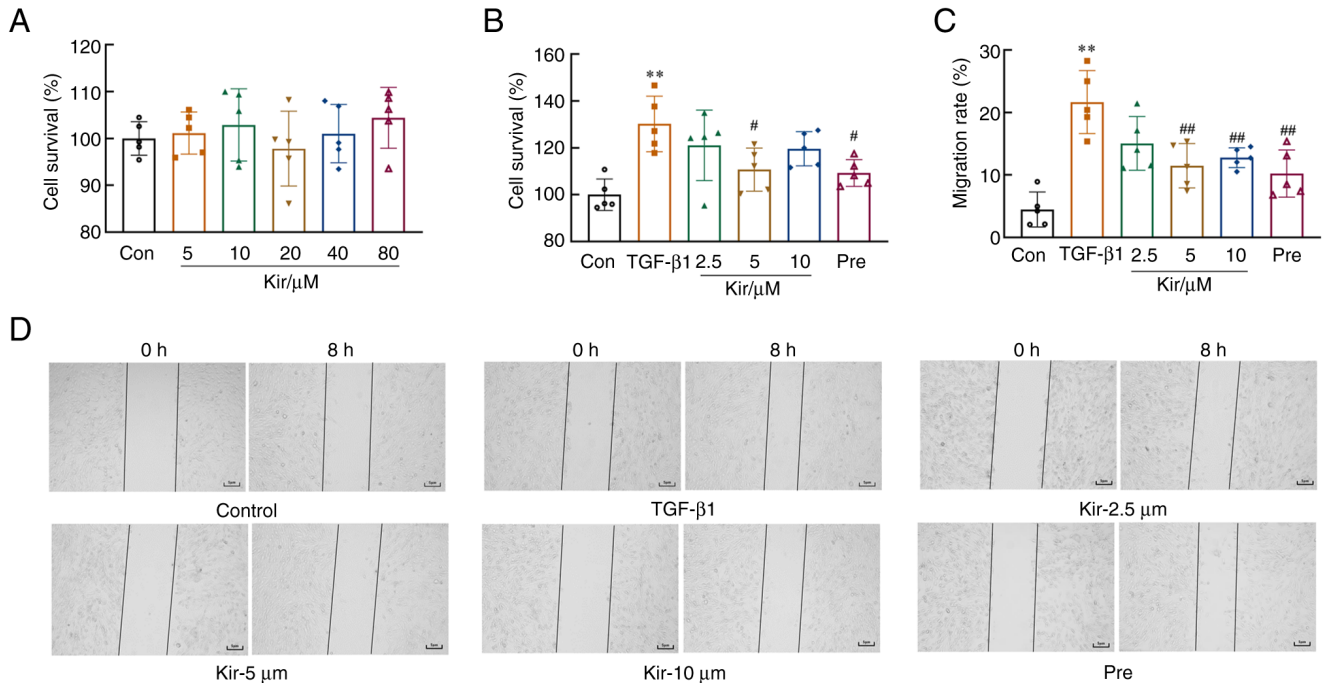 A
Cell survival (%)
120
110
100
90
80
Con
5
10
20
40
80
Kir/μM
B
Cell survival (%)
160
140
120
100
80
**
#
#
Con
TGF-β1
2.5
5
10
Pre
Kir/μM
C
Migration rate (%)
30
20
10
0
**
##
##
##
Con
TGF-β1
2.5
5
10
Pre
Kir/μM
D
0 h
8 h
0 h
8 h
0 h
8 h
Control
TGF-β1
Kir-2.5 μm
Kir-5 μm
Kir-10 μm
Pre